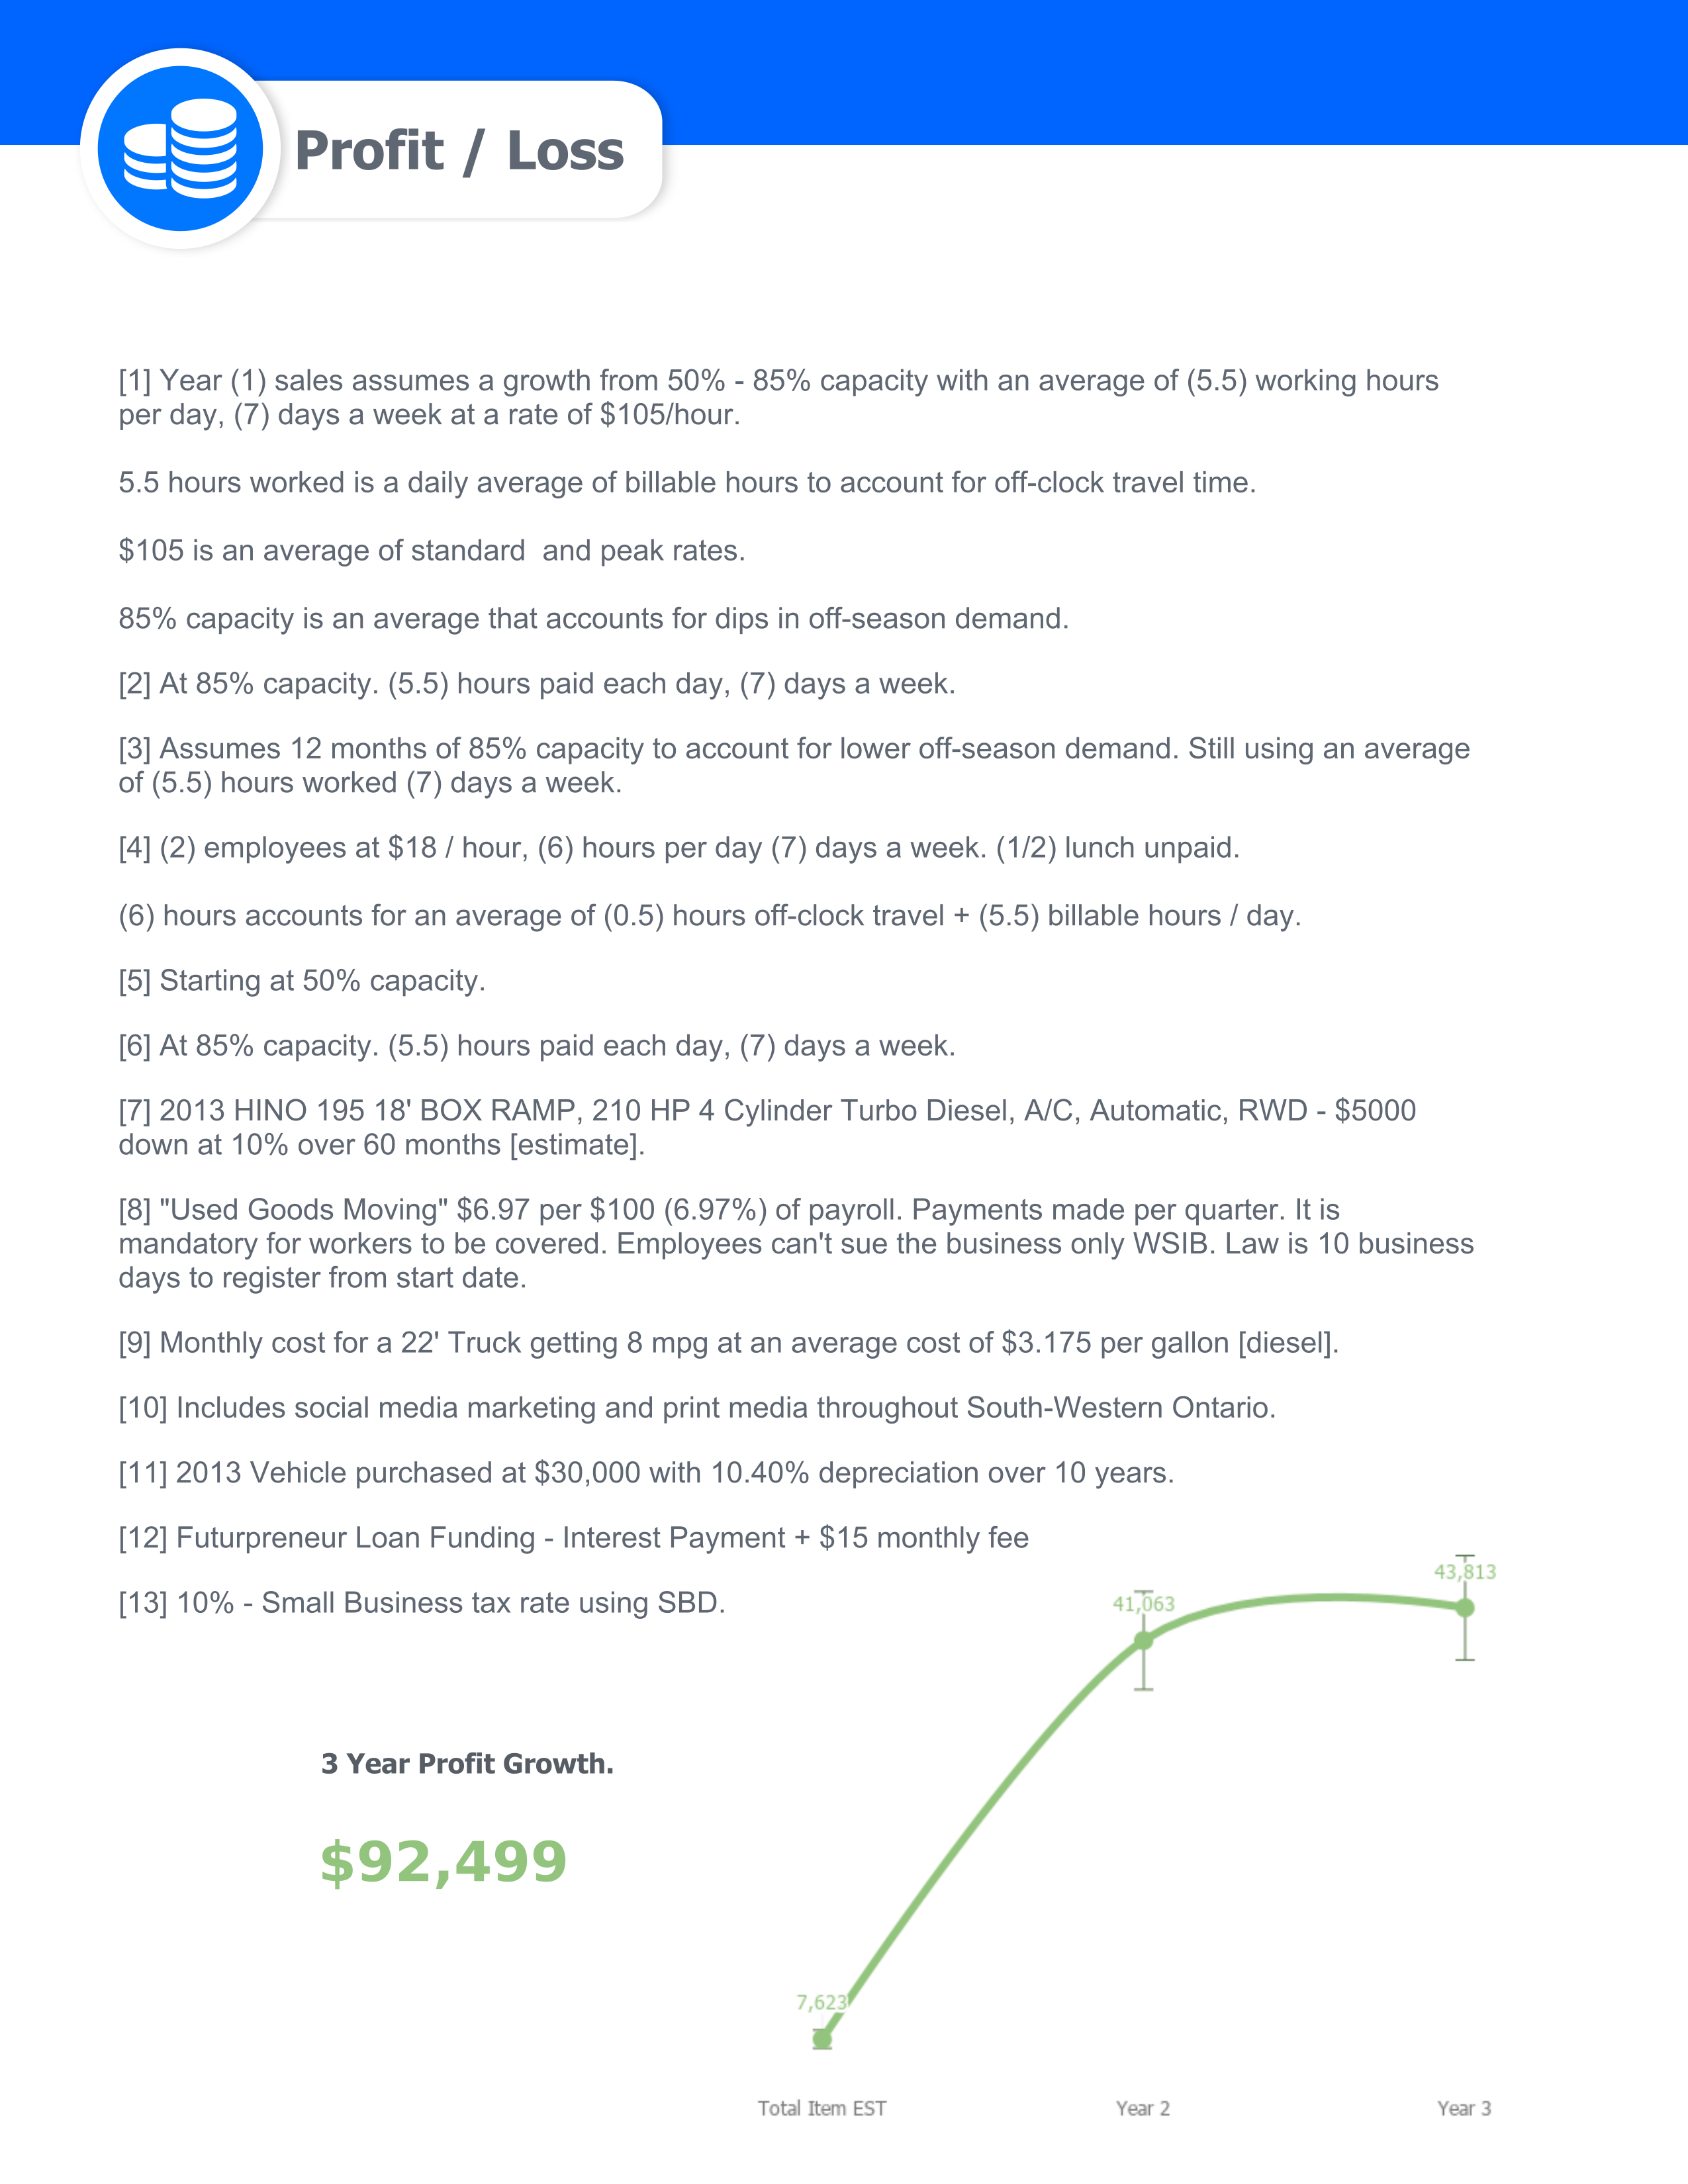 Profit / Loss
[1] Year (1) sales assumes a growth from 50% - 85% capacity with an average of (5.5) working hours
per day, (7) days a week at a rate of $105/hour.
5.5 hours worked is a daily average of billable hours to account for off-clock travel time.
$105 is an average of standard  and peak rates.
85% capacity is an average that accounts for dips in off-season demand.
[2] At 85% capacity. (5.5) hours paid each day, (7) days a week.
[3] Assumes 12 months of 85% capacity to account for lower off-season demand. Still using an average
of (5.5) hours worked (7) days a week.
[4] (2) employees at $18 / hour, (6) hours per day (7) days a week. (1/2) lunch unpaid.
(6) hours accounts for an average of (0.5) hours off-clock travel + (5.5) billable hours / day.
[5] Starting at 50% capacity.
[6] At 85% capacity. (5.5) hours paid each day, (7) days a week.
[7] 2013 HINO 195 18' BOX RAMP, 210 HP 4 Cylinder Turbo Diesel, A/C, Automatic, RWD - $5000
down at 10% over 60 months [estimate].
[8] "Used Goods Moving" $6.97 per $100 (6.97%) of payroll. Payments made per quarter. It is
mandatory for workers to be covered. Employees can't sue the business only WSIB. Law is 10 business
days to register from start date.
[9] Monthly cost for a 22' Truck getting 8 mpg at an average cost of $3.175 per gallon [diesel].
[10] Includes social media marketing and print media throughout South-Western Ontario.
[11] 2013 Vehicle purchased at $30,000 with 10.40% depreciation over 10 years.
[12] Futurpreneur Loan Funding - Interest Payment + $15 monthly fee
[13] 10% - Small Business tax rate using SBD.
3 Year Profit Growth.
$92,499
7,623
41,063
43,813
Total Item EST
Year 2
Year 3